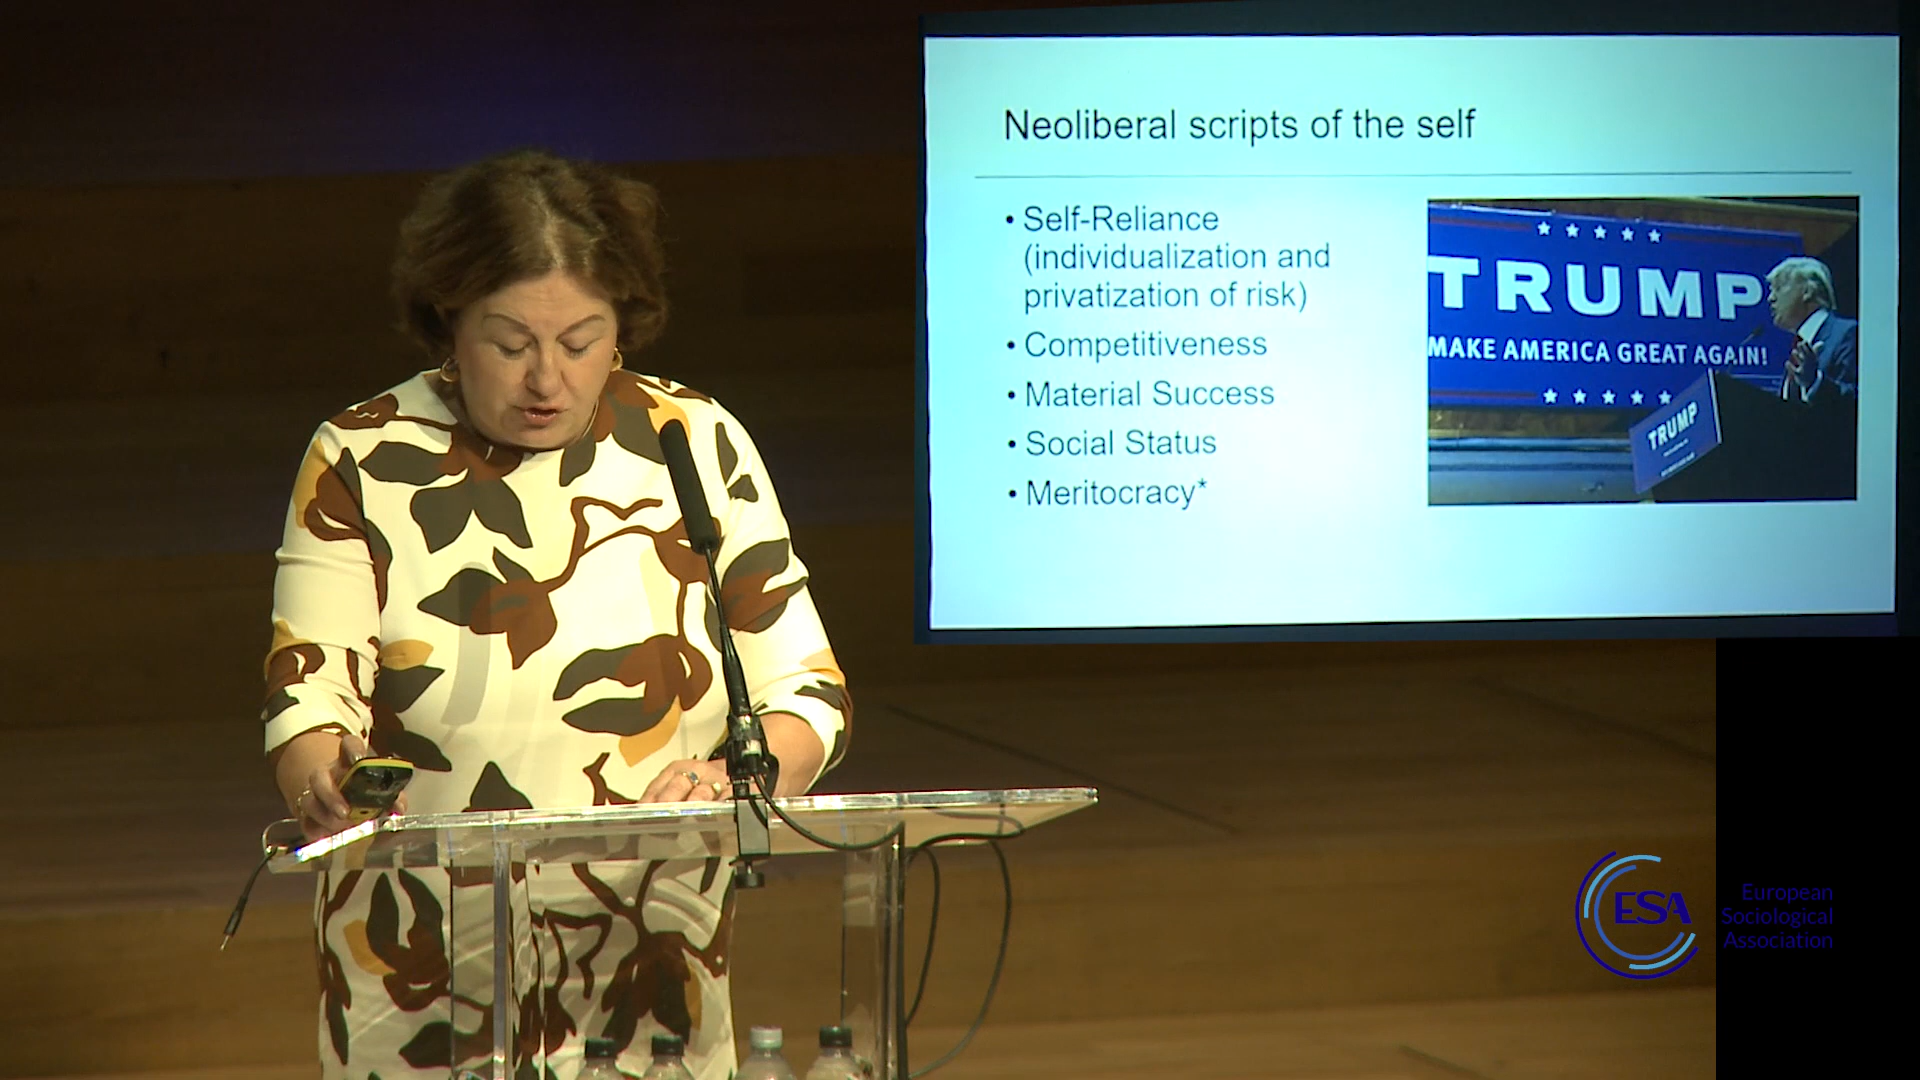 Neoliberal scripts of the self
• Self-Reliance
(individualization and
privatization of risk)
• Competitiveness
• Material Success
• Social Status
• Meritocracy*
TRUMP
MAKE AMERICA GREAT AGAIN!
TRUMP
ESA
European
Sociological
Association